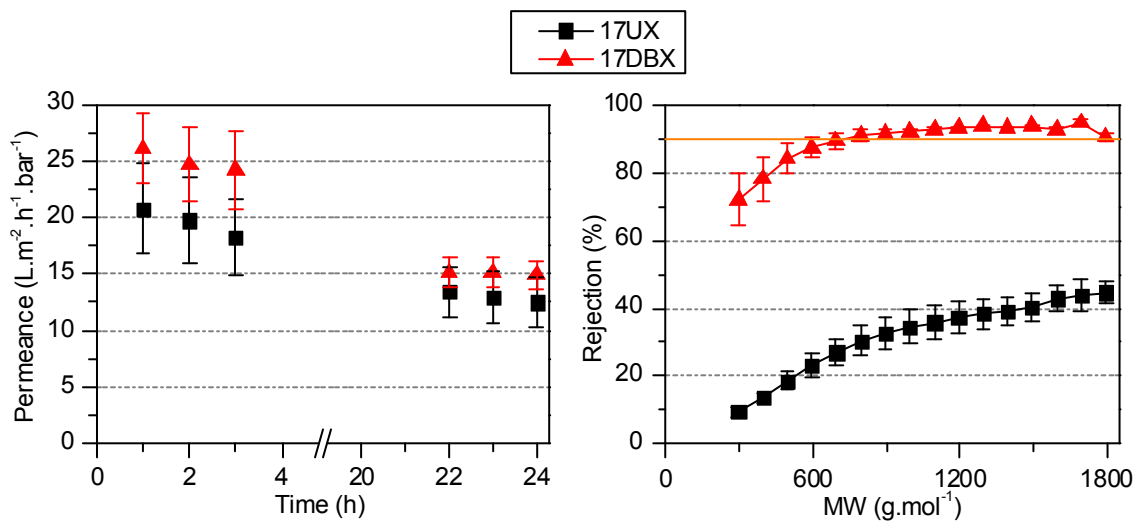 17UX
17DBX
Permeance (L.m⁻².h⁻¹.bar⁻¹)
30
25
20
15
10
5
0
0 2 4 20 22 24
Time (h)
Rejection (%)
100
80
60
40
20
0
0 600 1200 1800
MW (g.mol⁻¹)